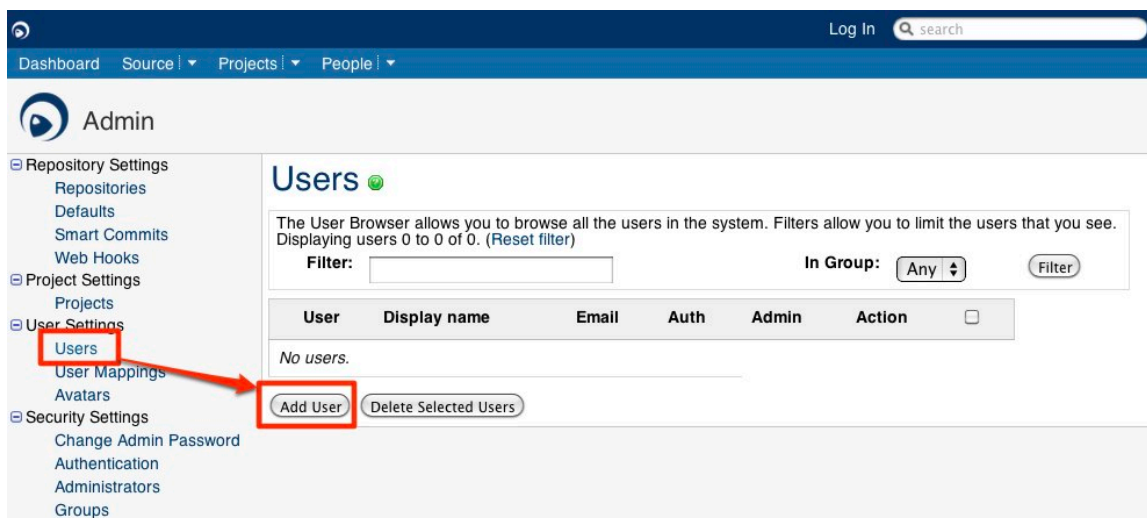 Log In
search
Dashboard Source Projects People
Admin
Repository Settings
Repositories
Defaults
Smart Commits
Web Hooks
Project Settings
Projects
User Settings
Users
User Mappings
Avatars
Security Settings
Change Admin Password
Authentication
Administrators
Groups
Users
The User Browser allows you to browse all the users in the system. Filters allow you to limit the users that you see.
Displaying users 0 to 0 of 0. (Reset filter)
Filter: In Group: Any Filter
User Display name Email Auth Admin Action
No users.
Add User Delete Selected Users